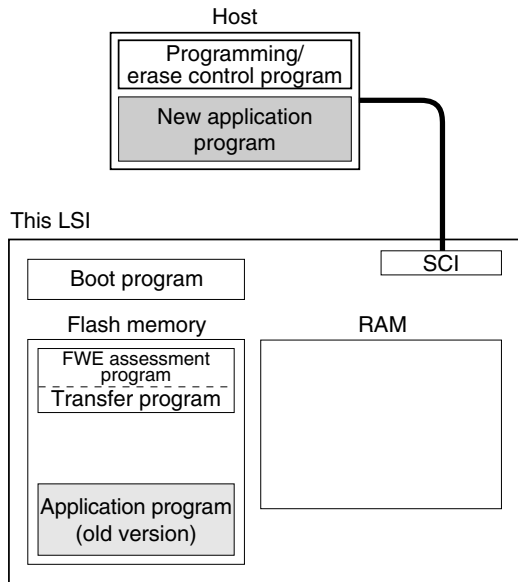 Host
Programming/
erase control program
New application
program
This LSI
SCI
Boot program
Flash memory
RAM
FWE assessment
program
Transfer program
Application program
(old version)